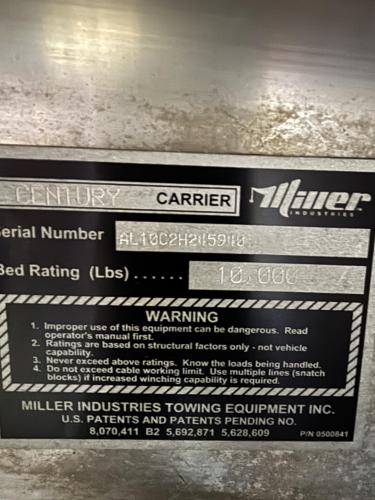 CENTURY CARRIER Miller
INDUSTRIES
Serial Number AL10C2H245940
Bed Rating (Lbs)...... 10,000
WARNING
1. Improper use of this equipment can be dangerous. Read
operator's manual first.
2. Ratings are based on structural factors only - not vehicle
capability.
3. Never exceed above ratings. Know the loads being handled.
4. Do not exceed cable working limit. Use multiple lines (snatch
blocks) if increased winching capability is required.
MILLER INDUSTRIES TOWING EQUIPMENT INC.
U.S. PATENTS AND PATENTS PENDING NO.
8,070,411 B2 5,692,871 5,628,609 P/N 0500841